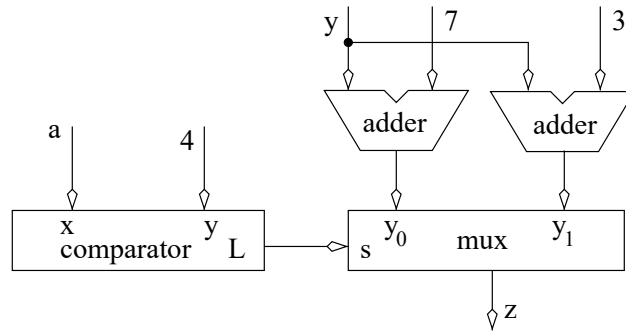 y 7 3
adder adder
a 4
x y y0 y1
comparator L s mux
z